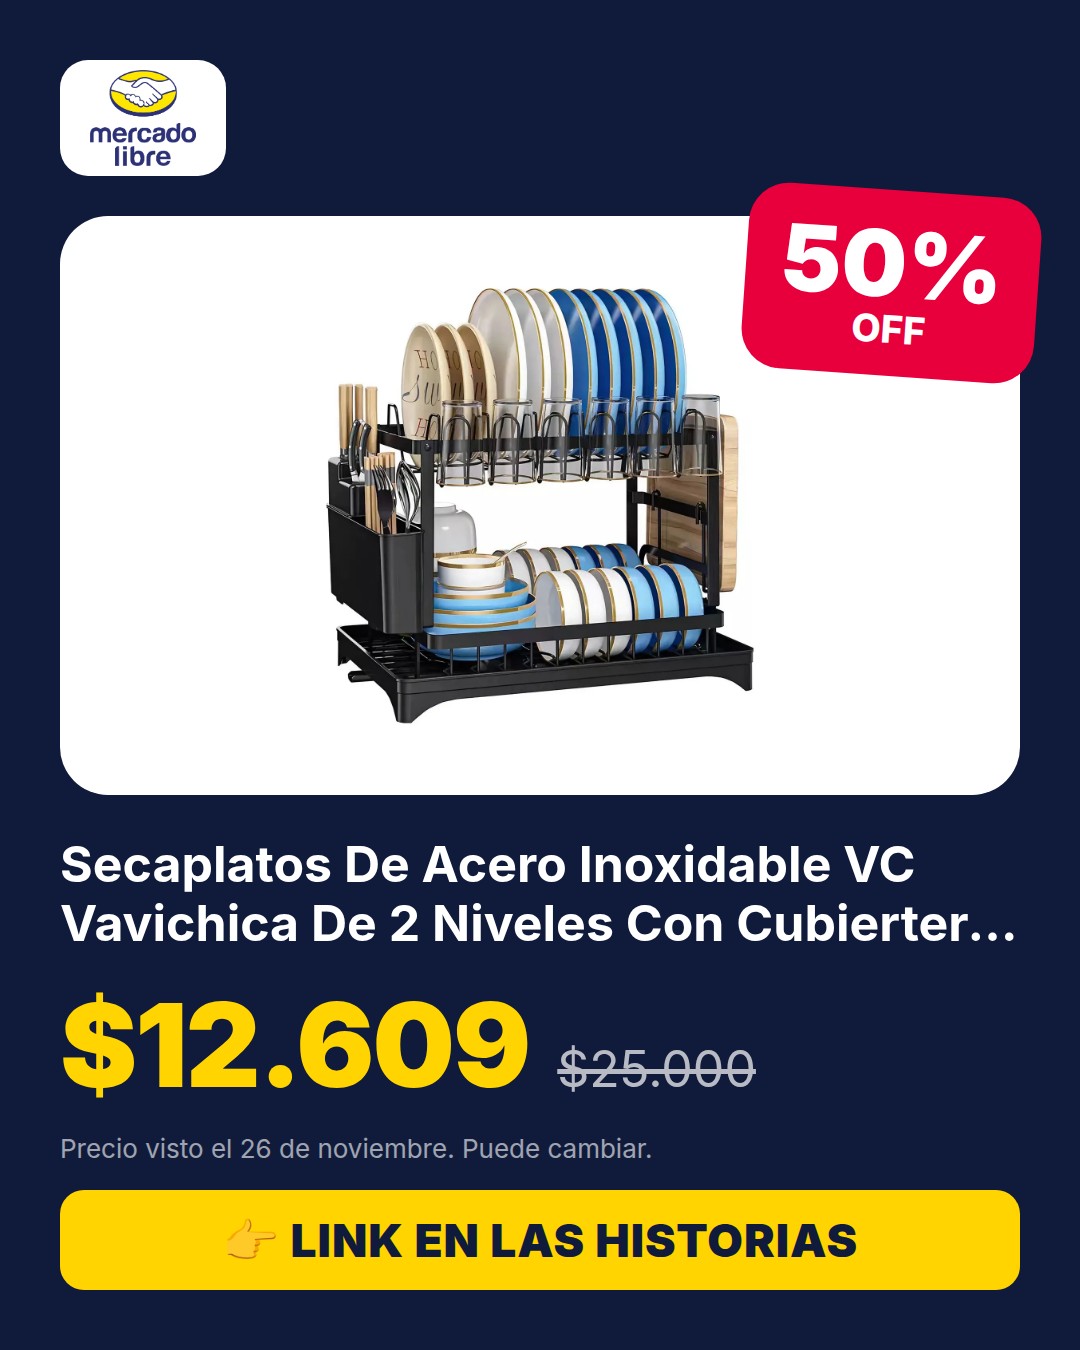 mercado
libre
50%
OFF
Secaplatos De Acero Inoxidable VC
Vavichica De 2 Niveles Con Cubierter...
$12.609 $25.000
Precio visto el 26 de noviembre. Puede cambiar.
👉 LINK EN LAS HISTORIAS